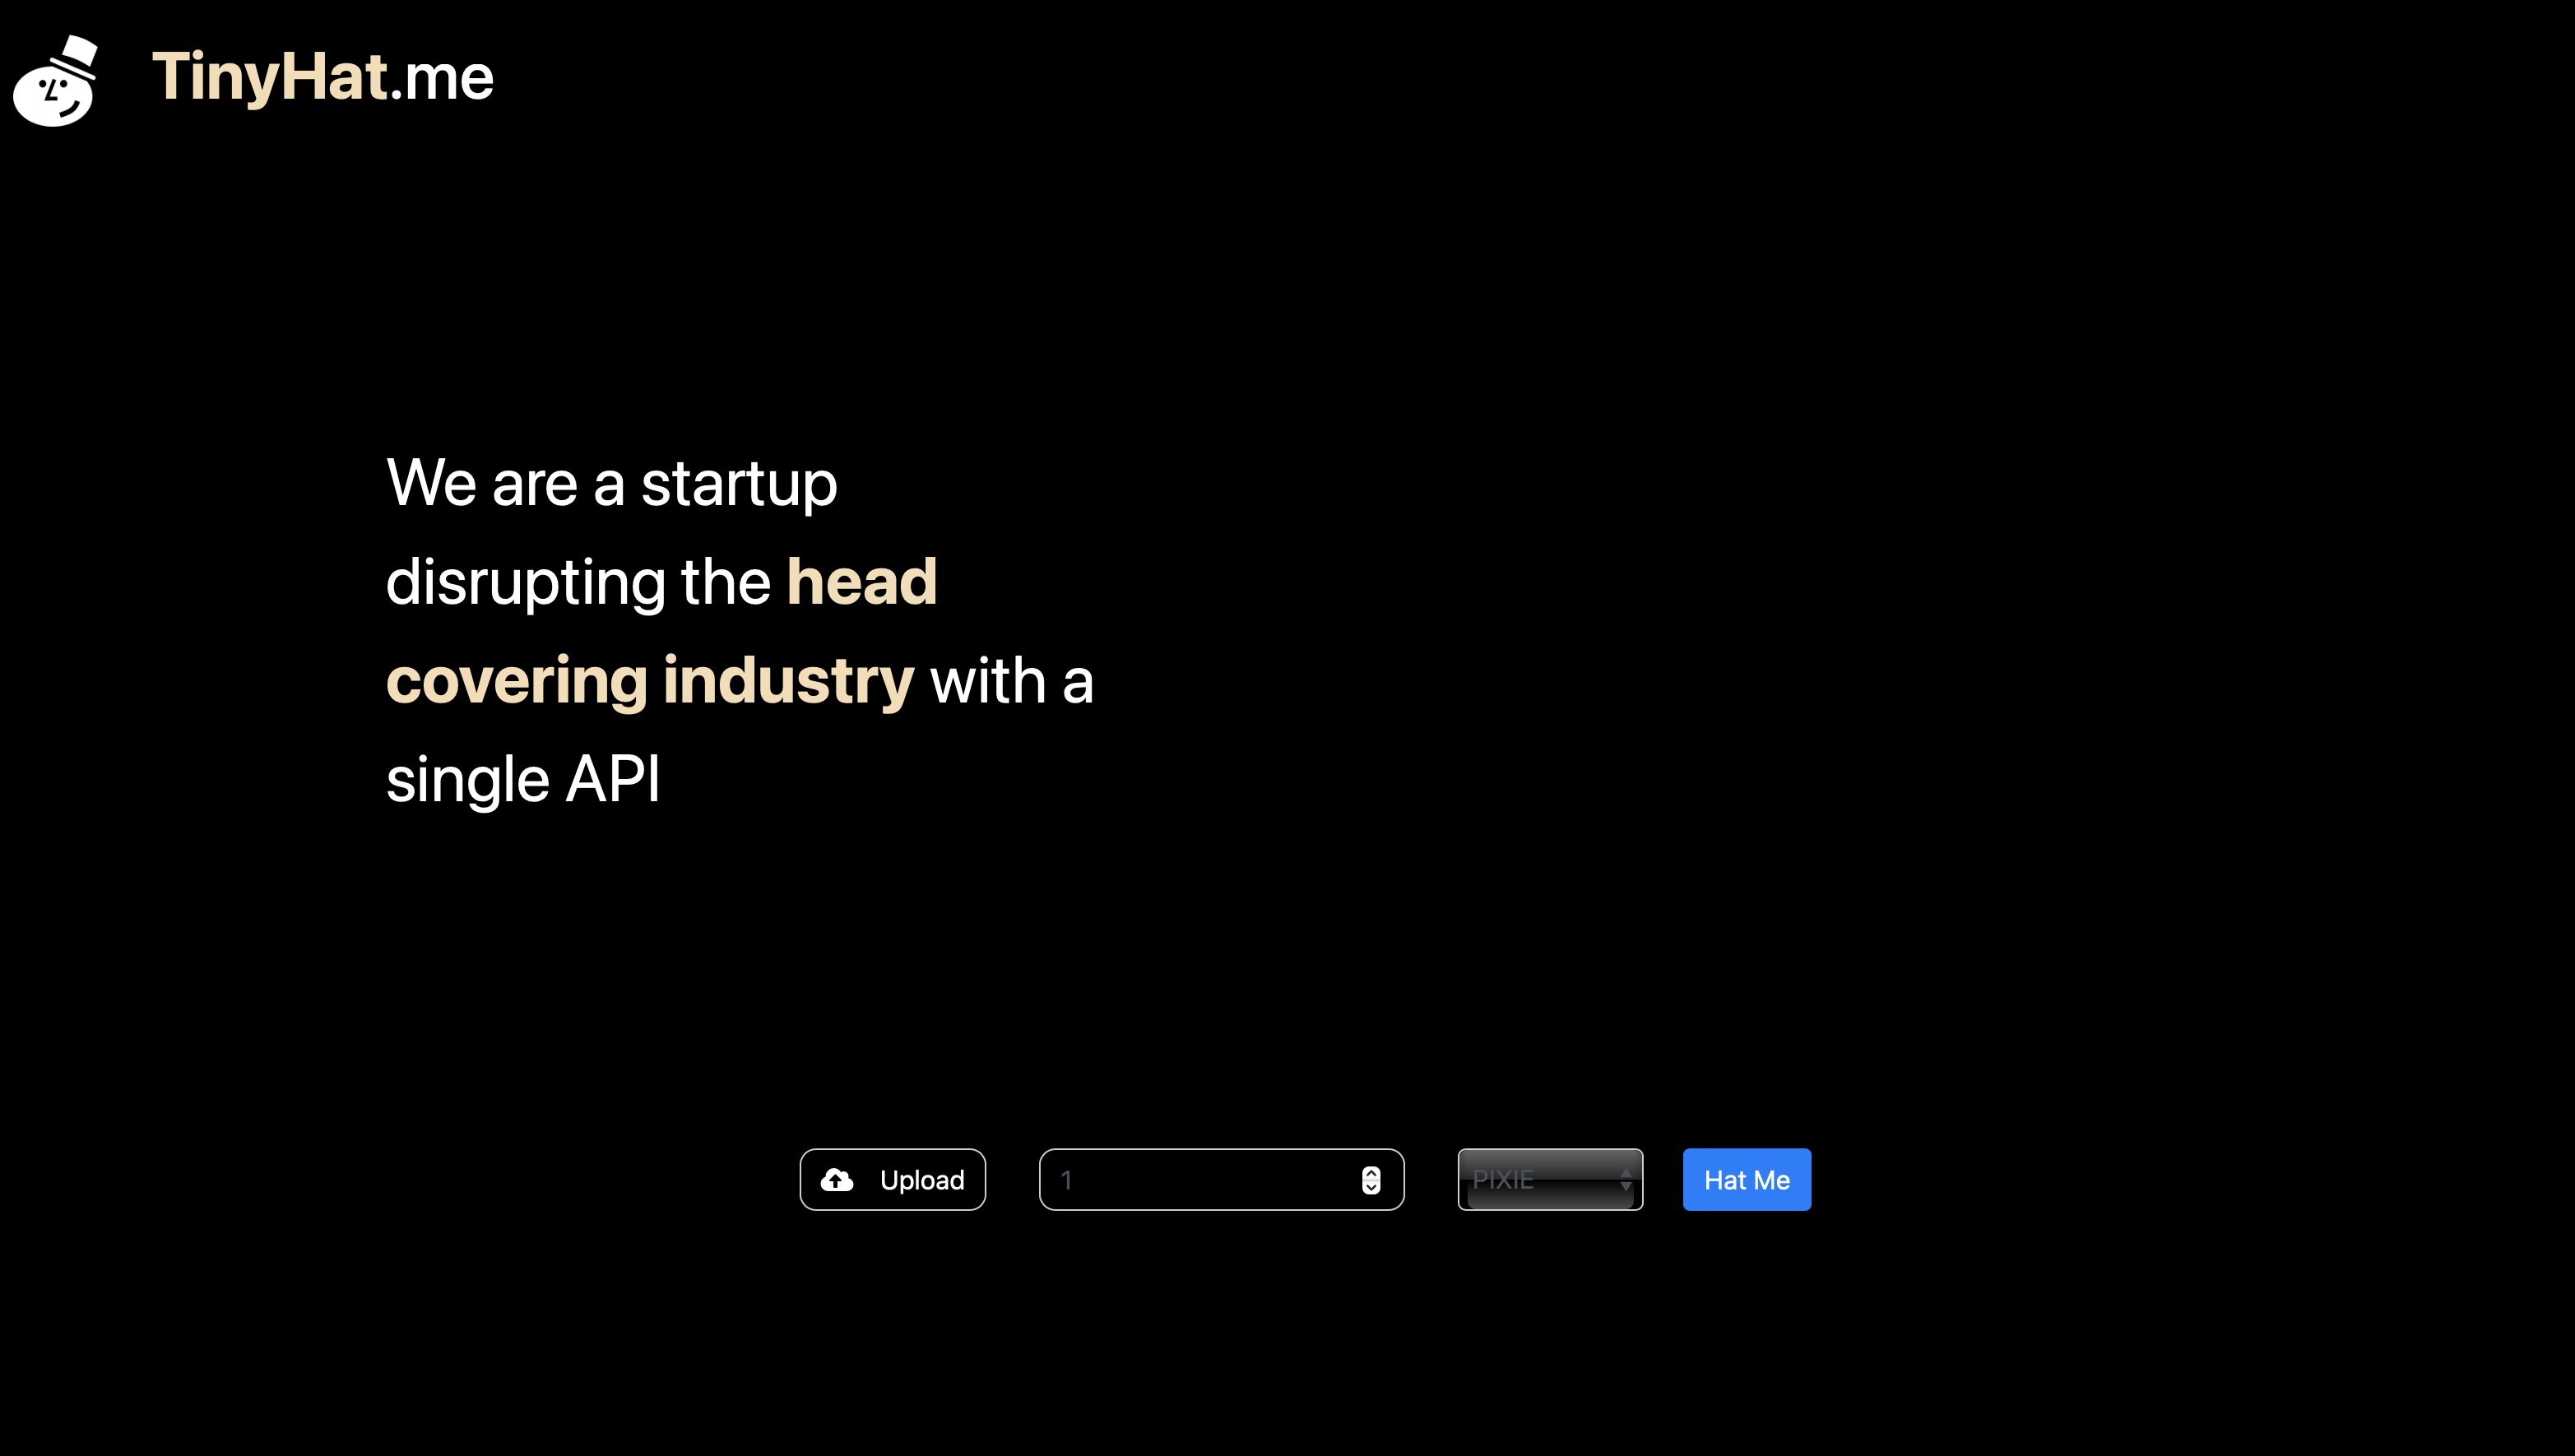 TinyHat.me
We are a startup
disrupting the head
covering industry with a
single API
Upload
1
PIXIE
Hat Me